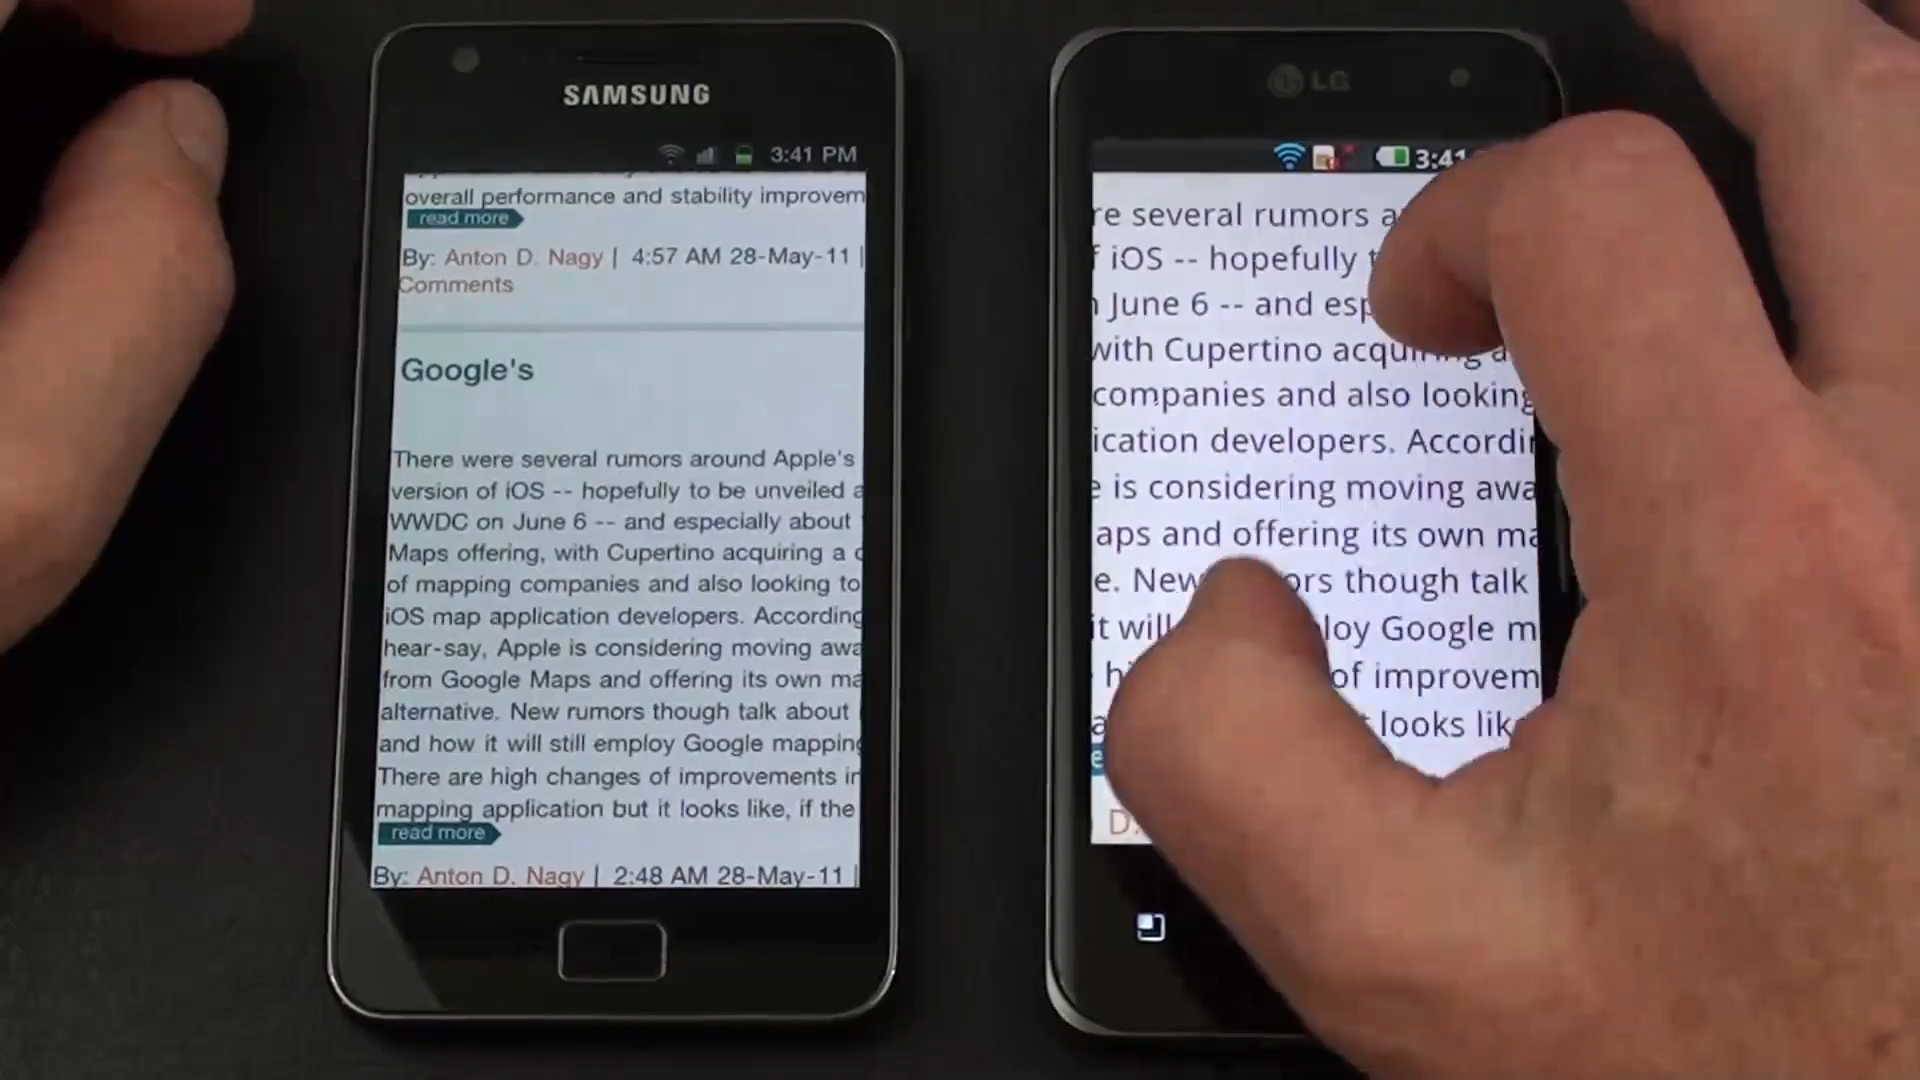 SAMSUNG
3:41 PM
overall performance and stability improvem
read more
By: Anton D. Nagy | 4:57 AM 28-May-11 |
Comments
Google's
There were several rumors around Apple's
version of iOS -- hopefully to be unveiled a
WWDC on June 6 -- and especially about
Maps offering, with Cupertino acquiring a
of mapping companies and also looking to
iOS map application developers. According
hear-say, Apple is considering moving awa
from Google Maps and offering its own ma
alternative. New rumors though talk about
and how it will still employ Google mapping
There are high changes of improvements in
mapping application but it looks like, if the
read more
By: Anton D. Nagy | 2:48 AM 28-May-11 |
LG
3:41
re several rumors a
f iOS -- hopefully
June 6 -- and esp
with Cupertino acquiring a
companies and also looking
ication developers. Accordin
e is considering moving awa
aps and offering its own ma
e. New ors though talk
it will loy Google m
h of improvem
looks like
D.